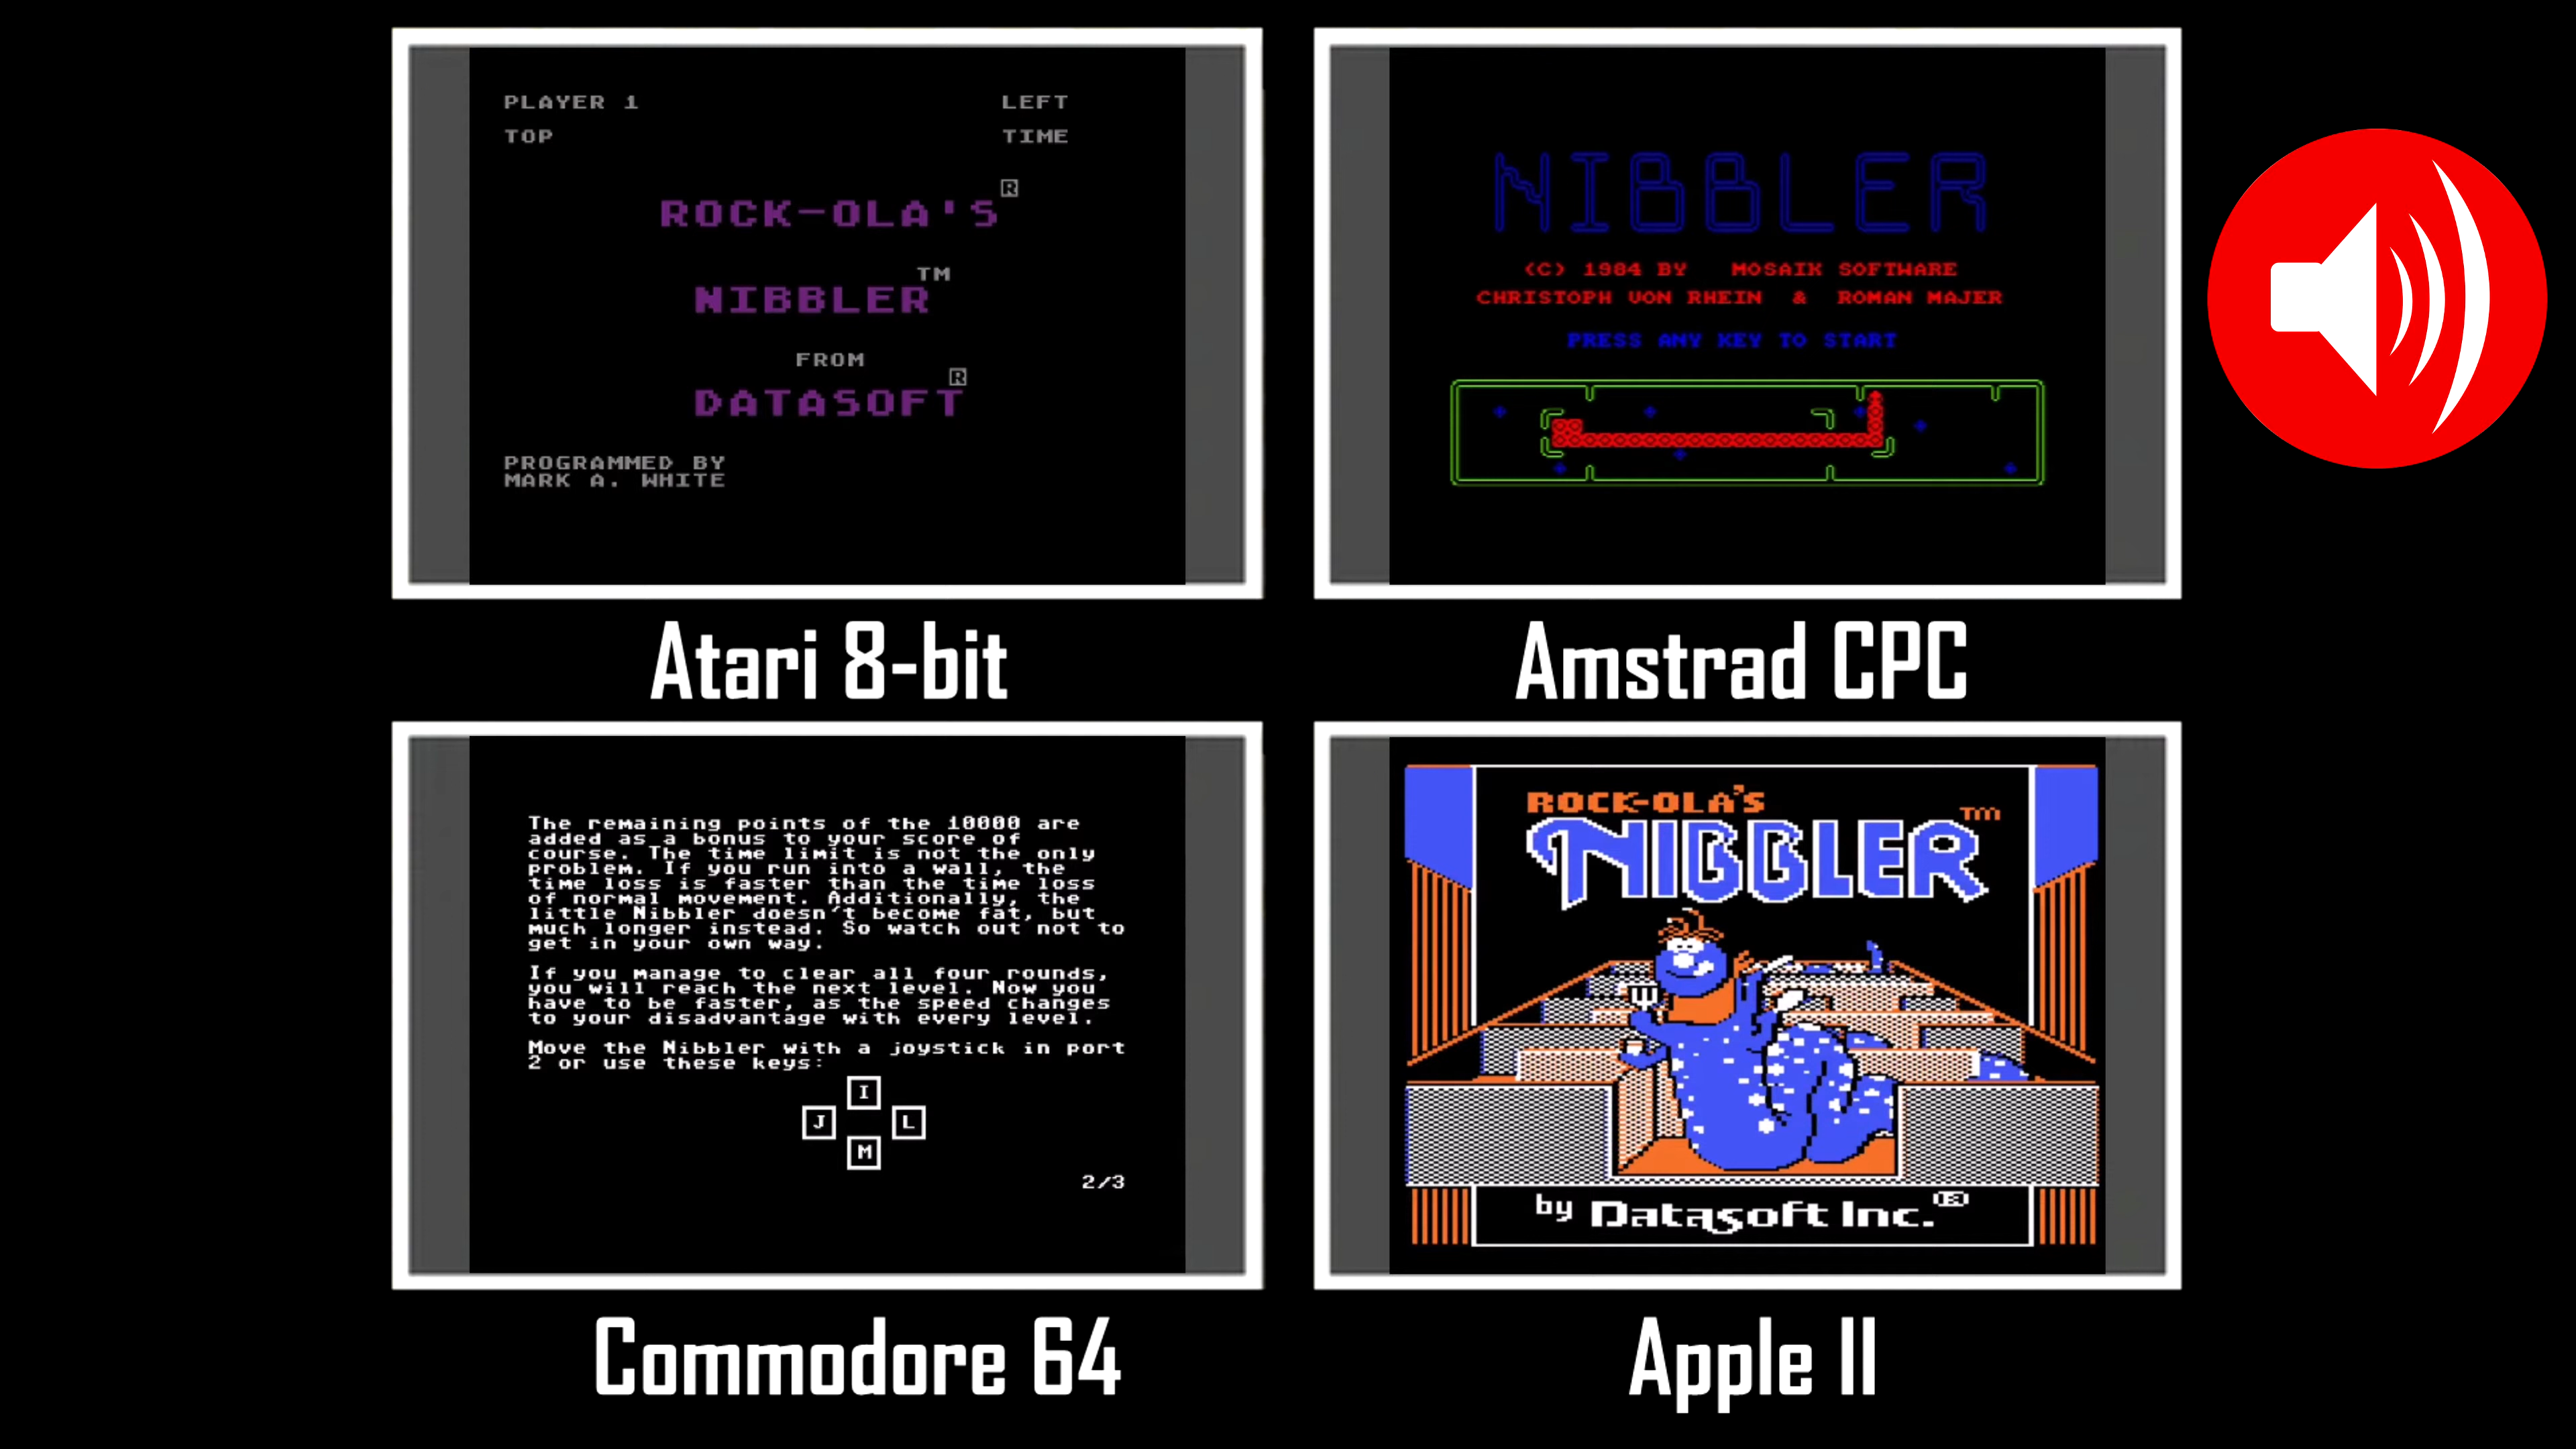 PLAYER 1 LEFT
TOP TIME
ROCK-OLA'S®
NIBBLER™
FROM
DATASOFT®
PROGRAMMED BY
MARK A. WHITE
Atari 8-bit
NIBBLER
(C) 1984 BY MOSAIK SOFTWARE
CHRISTOPH VON RHEIN & ROMAN MAJER
PRESS ANY KEY TO START
Amstrad CPC
The remaining points of the 10000 are
added as a bonus to your score of
course. The time limit is not the only
problem. If you run into a wall, the
time loss is faster than the time loss
of normal movement. Additionally, the
little Nibbler doesn't become fat, but
much longer instead. So watch out not to
get in your own way.
If you manage to clear all four rounds,
you will reach the next level. Now you
have to be faster, as the speed changes
to your disadvantage with every level.
Move the Nibbler with a joystick in port
2 or use these keys:
I
J L
M
2/3
Commodore 64
ROCK-OLA'S
NIBBLER™
by Datasoft Inc.®
Apple II